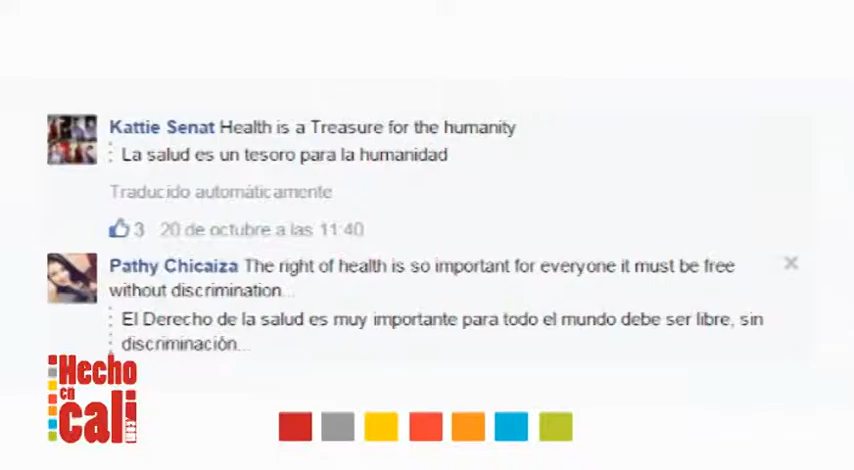 Kattie Senat Health is a Treasure for the humanity
La salud es un tesoro para la humanidad
Traducido automáticamente
3 20 de octubre a las 11:40
Pathy Chicaiza The right of health is so important for everyone it must be free
without discrimination...
El Derecho de la salud es muy importante para todo el mundo debe ser libre, sin
discriminación...
Hecho
en
cali
.com